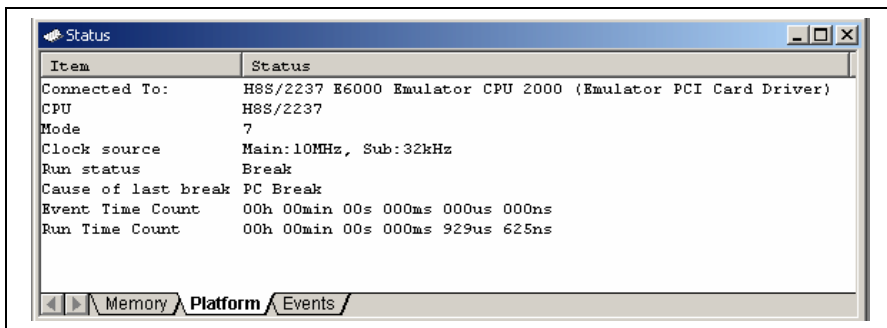 Status
Item Status
Connected To: H8S/2237 E6000 Emulator CPU 2000 (Emulator PCI Card Driver)
CPU H8S/2237
Mode 7
Clock source Main:10MHz, Sub:32kHz
Run status Break
Cause of last break PC Break
Event Time Count 00h 00min 00s 000ms 000us 000ns
Run Time Count 00h 00min 00s 000ms 929us 625ns
Memory Platform Events